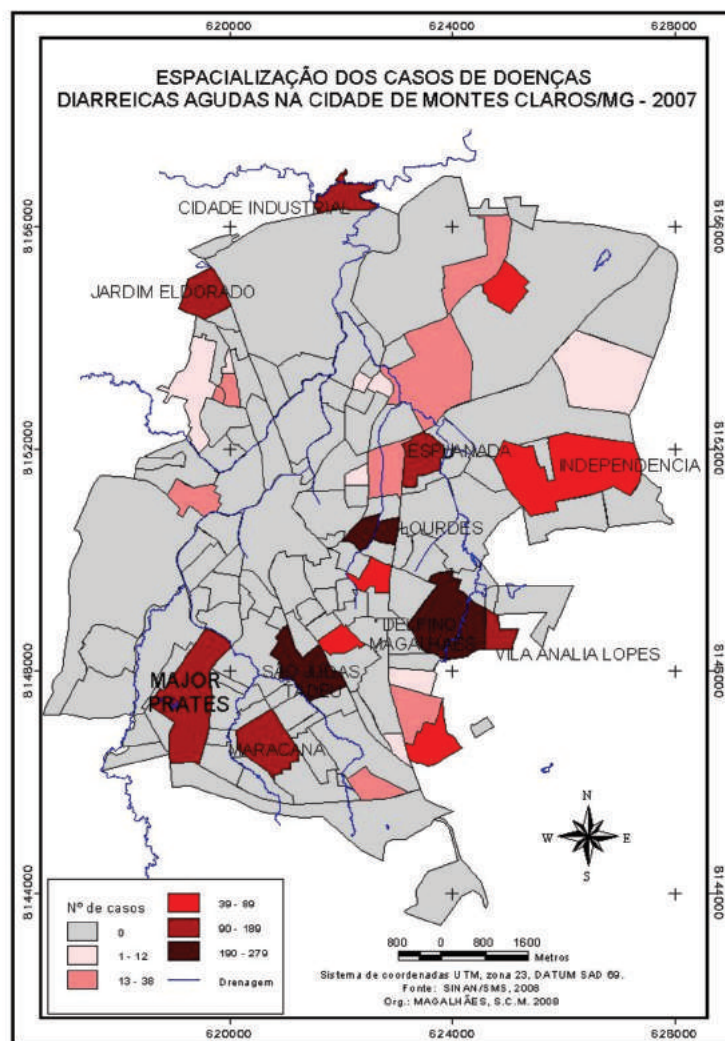 620000 624000 628000
ESPACIALIZAÇÃO DOS CASOS DE DOENÇAS
DIARREICAS AGUDAS NA CIDADE DE MONTES CLAROS/MG - 2007
CIDADE INDUSTRIAL
8156000 8156000
JARDIM ELDORADO
8152000 8152000
ESPLANADA
INDEPENDENCIA
LOURDES
DELFINO
MAGALHAES
VILA ANALIA LOPES
8148000 8148000
SÃO JUDAS
TADEU
MAJOR
PRATES
MARACANA
N
W E
S
8144000 8144000
Nº de casos
0
1 - 12
13 - 38
39 - 89
90 - 189
190 - 279
Drenagem
800 0 800 1600
Metros
Sistema de coordenadas UTM, zona 23, DATUM SAD 69.
Fonte: SINAN/SMS, 2008
Org.: MAGALHÃES, S.C.M. 2008
620000 624000 628000